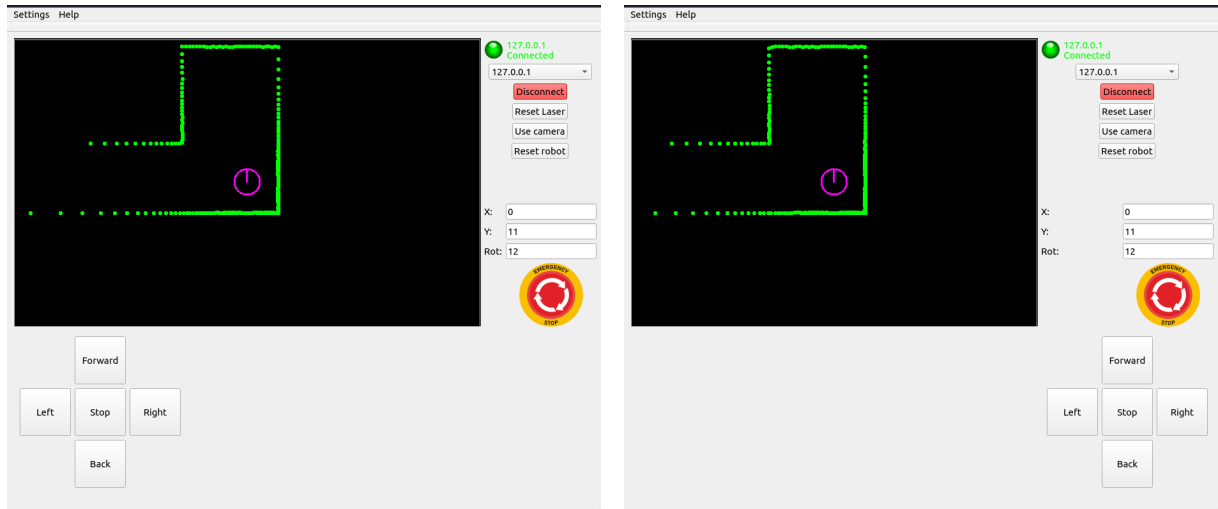 Settings Help
127.0.0.1
Connected
127.0.0.1
Disconnect
Reset Laser
Use camera
Reset robot
X: 0
Y: 11
Rot: 12
EMERGENCY
STOP
Forward
Left Stop Right
Back
Settings Help
127.0.0.1
Connected
127.0.0.1
Disconnect
Reset Laser
Use camera
Reset robot
X: 0
Y: 11
Rot: 12
EMERGENCY
STOP
Forward
Left Stop Right
Back